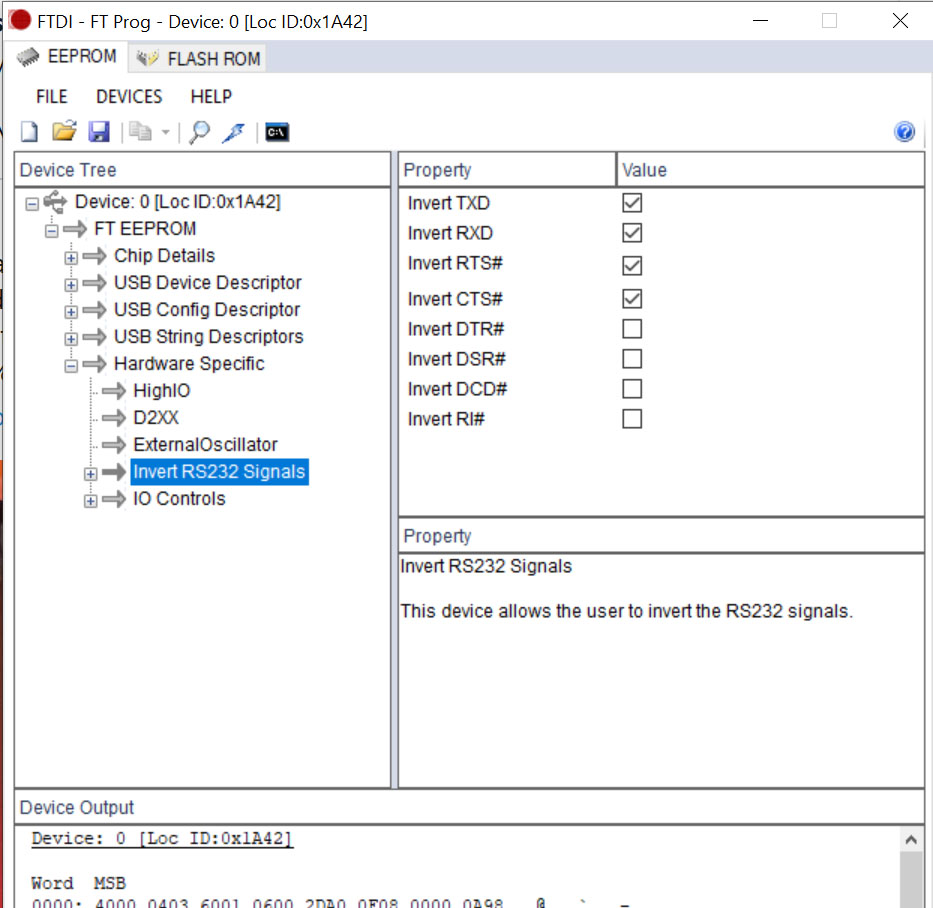 FTDI - FT Prog - Device: 0 [Loc ID:0x1A42]
EEPROM
FLASH ROM
FILE DEVICES HELP
C:\
?
Device Tree
Device: 0 [Loc ID:0x1A42]
FT EEPROM
Chip Details
USB Device Descriptor
USB Config Descriptor
USB String Descriptors
Hardware Specific
HighIO
D2XX
ExternalOscillator
Invert RS232 Signals
IO Controls
Property Value
Invert TXD
Invert RXD
Invert RTS#
Invert CTS#
Invert DTR#
Invert DSR#
Invert DCD#
Invert RI#
Property
Invert RS232 Signals
This device allows the user to invert the RS232 signals.
Device Output
Device: 0 [Loc ID:0x1A42]
Word MSB
0000: 4000 0403 6001 0600 2DA0 0F08 0000 0A98